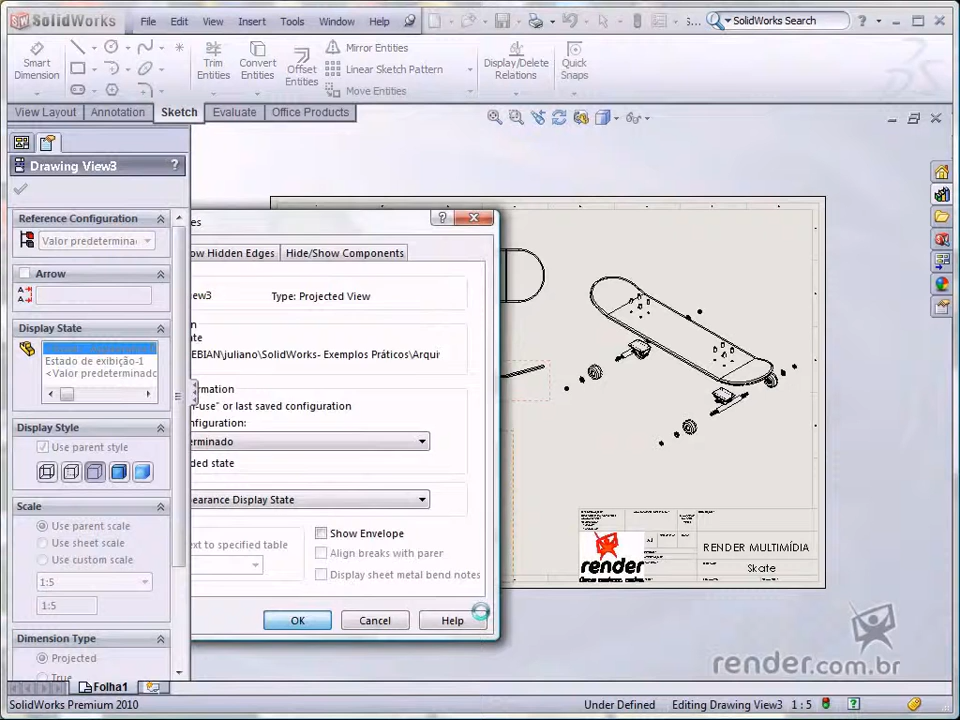 SolidWorks
File Edit View Insert Tools Window Help
s...
SolidWorks Search
Smart
Dimension
Trim
Entities
Convert
Entities
Offset
Entities
Mirror Entities
Linear Sketch Pattern
Move Entities
Display/Delete
Relations
Quick
Snaps
View Layout Annotation Sketch Evaluate Office Products
Drawing View3 ?
Reference Configuration
Valor predetermina
Arrow
Display State
Estado de exibição-1
<Valor predeterminado
Display Style
Use parent style
Scale
Use parent scale
Use sheet scale
Use custom scale
1:5
1:5
Dimension Type
Projected
True
es
ow Hidden Edges Hide/Show Components
ew3 Type: Projected View
n
te
EBIAN\juliano\SolidWorks- Exemplos Práticos\Arqui
rmation
-use" or last saved configuration
nfiguration:
rminado
ded state
earance Display State
ext to specified table
Show Envelope
Align breaks with parer
Display sheet metal bend notes
OK Cancel Help
RENDER MULTIMÍDIA
Skate
render
render.com.br
Folha1
SolidWorks Premium 2010 Under Defined Editing Drawing View3 1 : 5